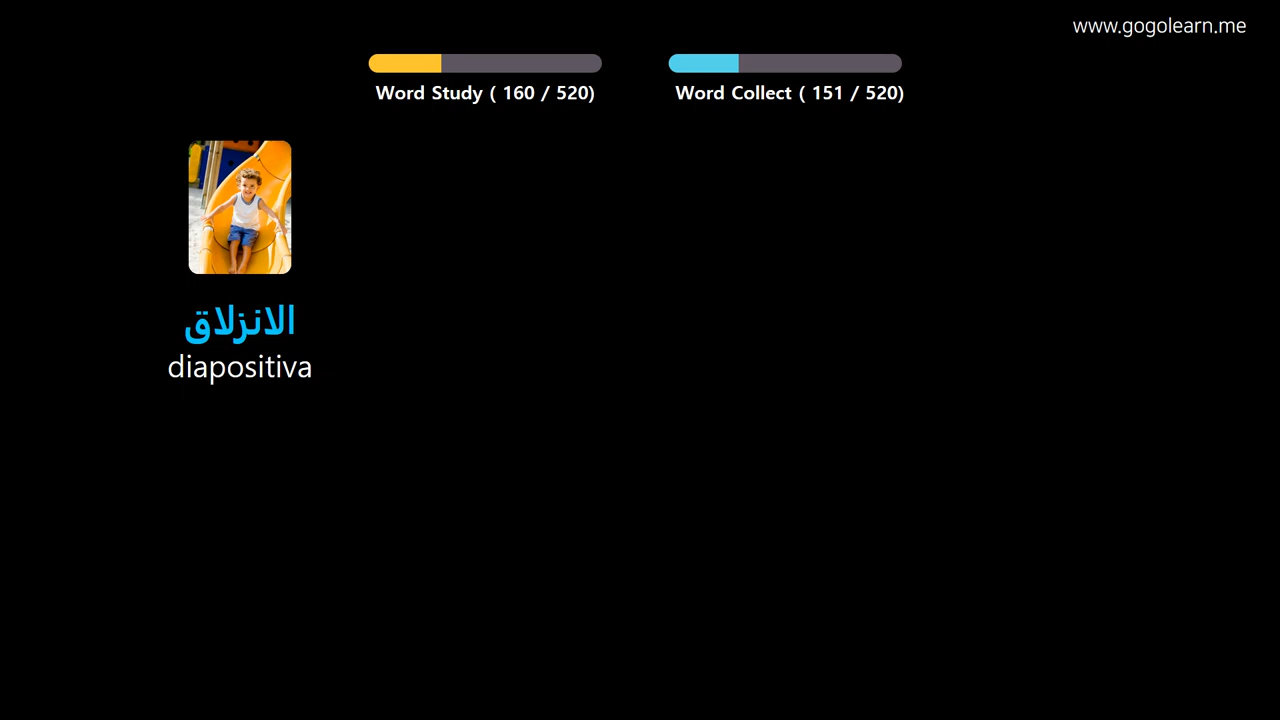 www.gogolearn.me
Word Study ( 160 / 520)
Word Collect ( 151 / 520)
الانزلاق
diapositiva